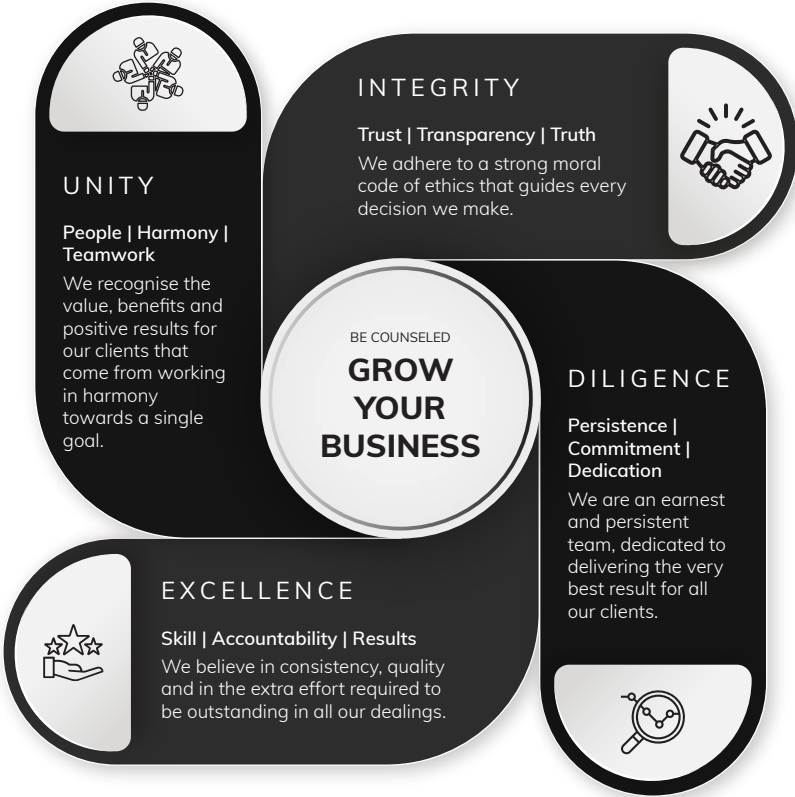 UNITY
People | Harmony |
Teamwork
We recognise the
value, benefits and
positive results for
our clients that
come from working
in harmony
towards a single
goal.
INTEGRITY
Trust | Transparency | Truth
We adhere to a strong moral
code of ethics that guides every
decision we make.
BE COUNSELED
GROW
YOUR
BUSINESS
DILIGENCE
Persistence |
Commitment |
Dedication
We are an earnest
and persistent
team, dedicated to
delivering the very
best result for all
our clients.
EXCELLENCE
Skill | Accountability | Results
We believe in consistency, quality
and in the extra effort required to
be outstanding in all our dealings.